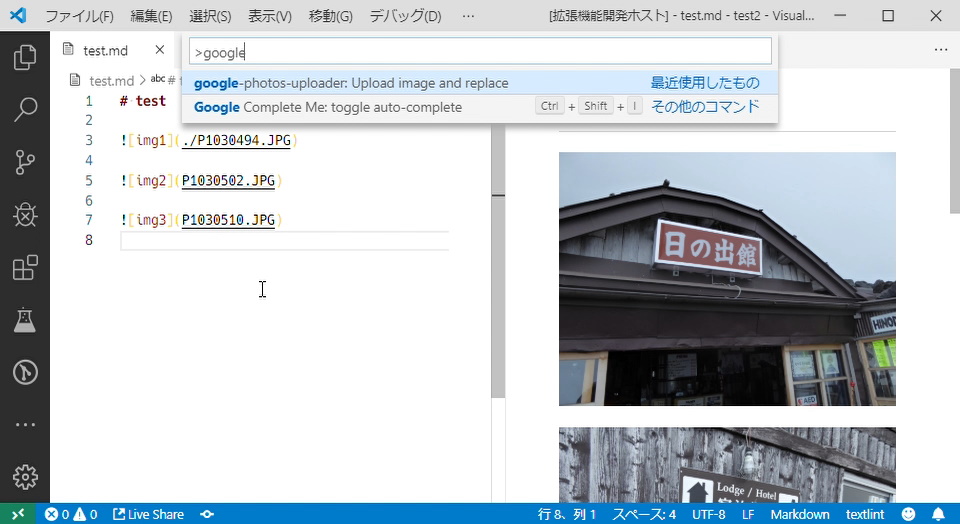 ファイル(F) 編集(E) 選択(S) 表示(V) 移動(G) デバッグ(D) ··· [拡張機能開発ホスト] - test.md - test2 - Visual...
test.md
>google
google-photos-uploader: Upload image and replace 最近使用したもの
Google Complete Me: toggle auto-complete Ctrl + Shift + I その他のコマンド
test.md > abc #
1 # test
2
3 ![img1](./P1030494.JPG)
4
5 ![img2](P1030502.JPG)
6
7 ![img3](P1030510.JPG)
8
日の出館
AED
Lodge / Hotel
0 0 Live Share 行 8、列 1 スペース: 4 UTF-8 LF Markdown textlint